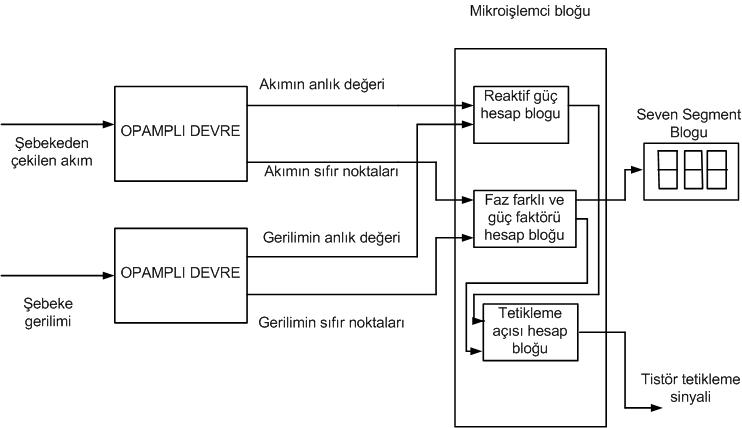 Mikroişlemci bloğu
Akımın anlık değeri
OPAMPLI DEVRE
Şebekeden
çekilen akım
Akımın sıfır noktaları
Reaktif güç
hesap blogu
Seven Segment
Blogu
Faz farklı ve
güç faktörü
hesap bloğu
Gerilimin anlık değeri
OPAMPLI DEVRE
Şebeke
gerilimi
Gerilimin sıfır noktaları
Tetikleme
açısı hesap
bloğu
Tistör tetikleme
sinyali